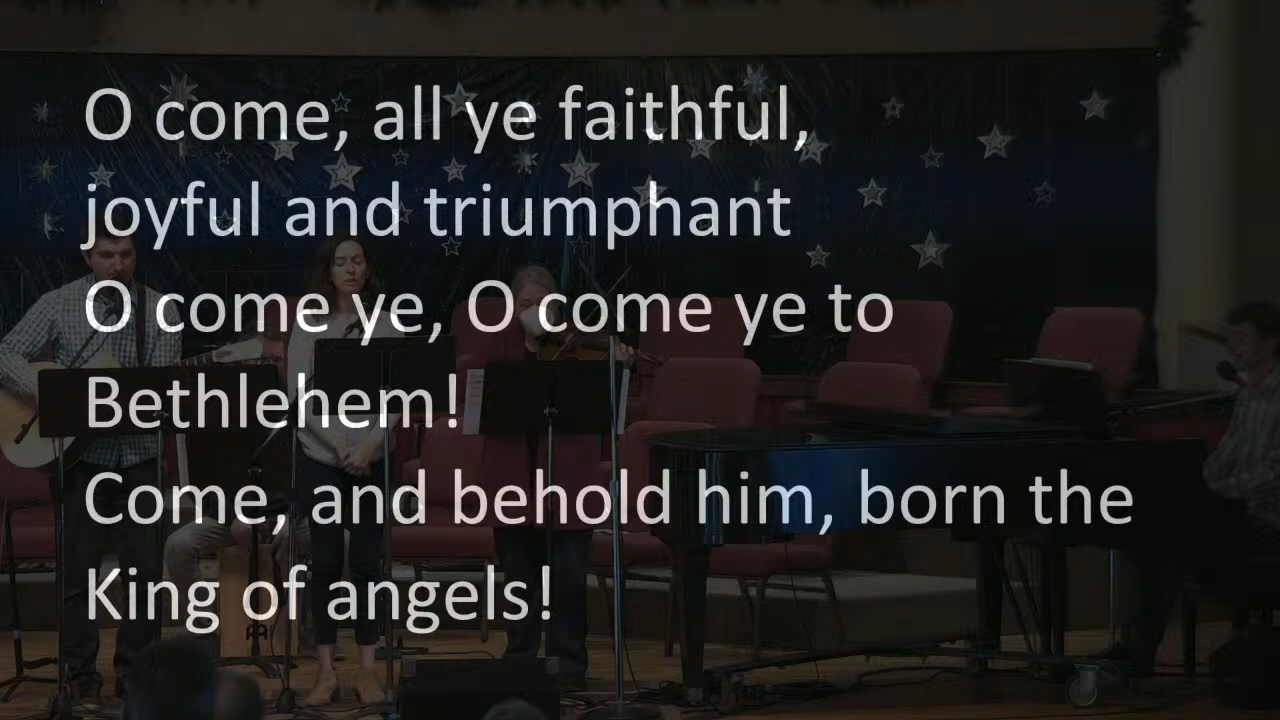 O come, all ye faithful,
joyful and triumphant
O come ye, O come ye to
Bethlehem!
Come, and behold him, born the
King of angels!